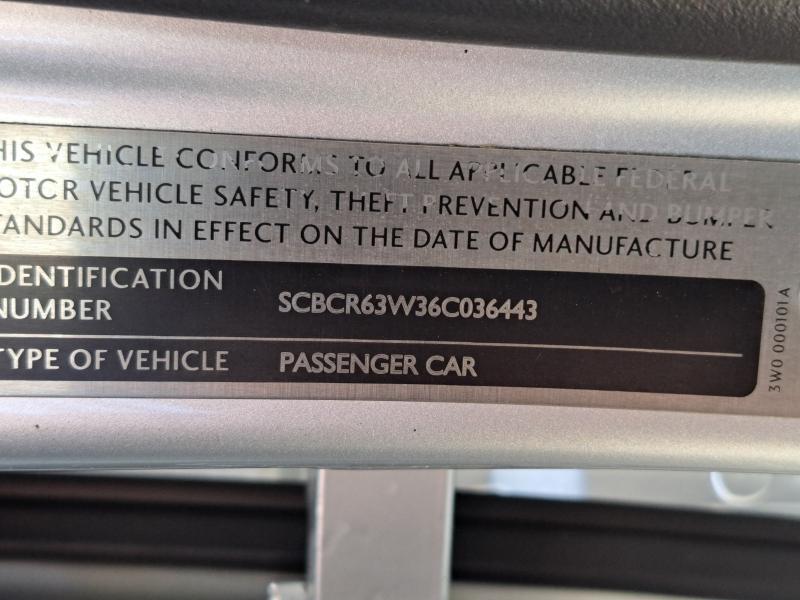 HIS VEHICLE CONFORMS TO ALL APPLICABLE FEDERAL
OTOR VEHICLE SAFETY, THEFT PREVENTION AND BUMPER
TANDARDS IN EFFECT ON THE DATE OF MANUFACTURE
DENTIFICATION
NUMBER
SCBCR63W36C036443
TYPE OF VEHICLE PASSENGER CAR
3W0 000101A